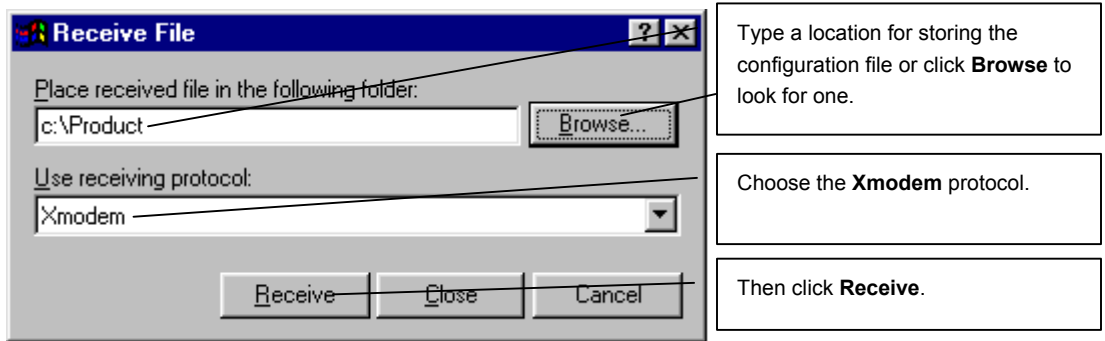 Receive File
Place received file in the following folder:
c:\Product
Browse...
Use receiving protocol:
Xmodem
Receive
Close
Cancel
Type a location for storing the
configuration file or click Browse to
look for one.
Choose the Xmodem protocol.
Then click Receive.